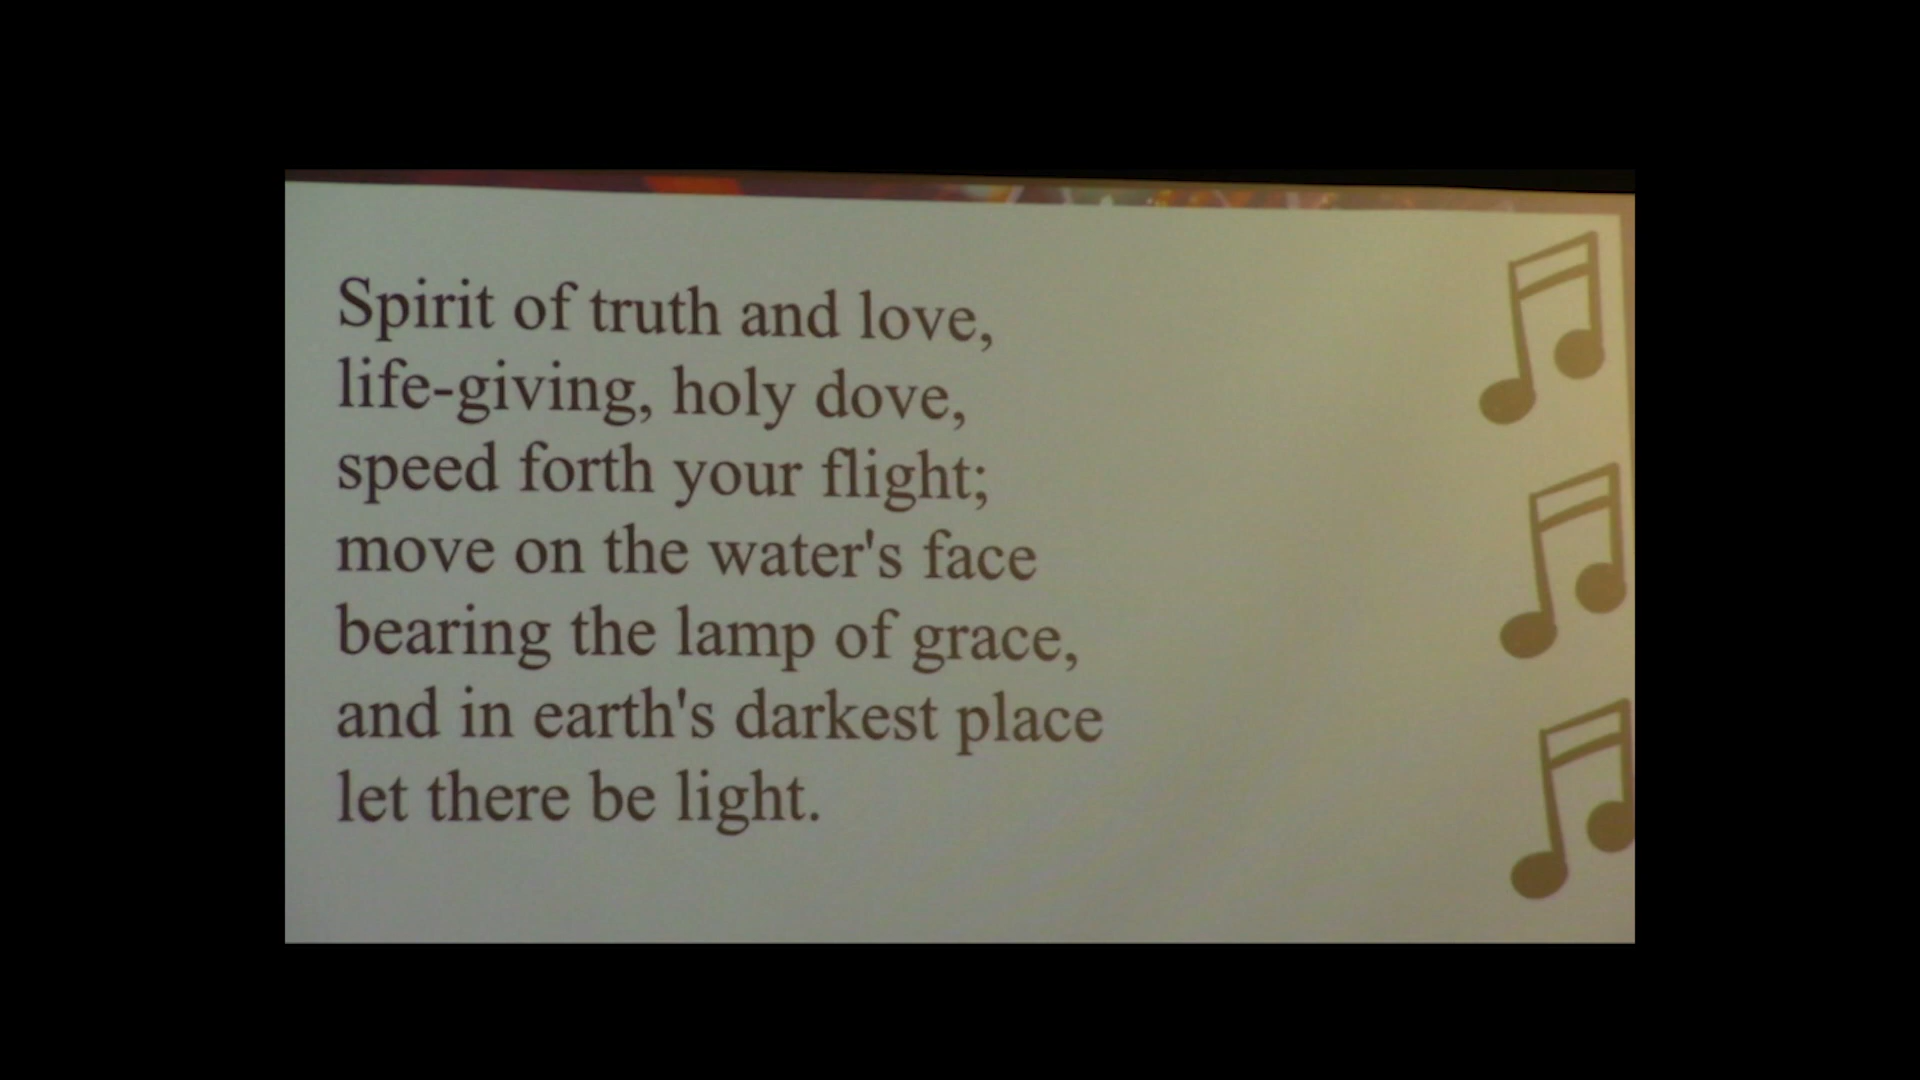 Spirit of truth and love,
life-giving, holy dove,
speed forth your flight;
move on the water's face
bearing the lamp of grace,
and in earth's darkest place
let there be light.